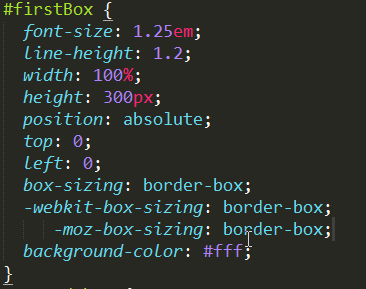 #firstBox {
font-size: 1.25em;
line-height: 1.2;
width: 100%;
height: 300px;
position: absolute;
top: 0;
left: 0;
box-sizing: border-box;
-webkit-box-sizing: border-box;
-moz-box-sizing: border-box;
background-color: #fff;
}